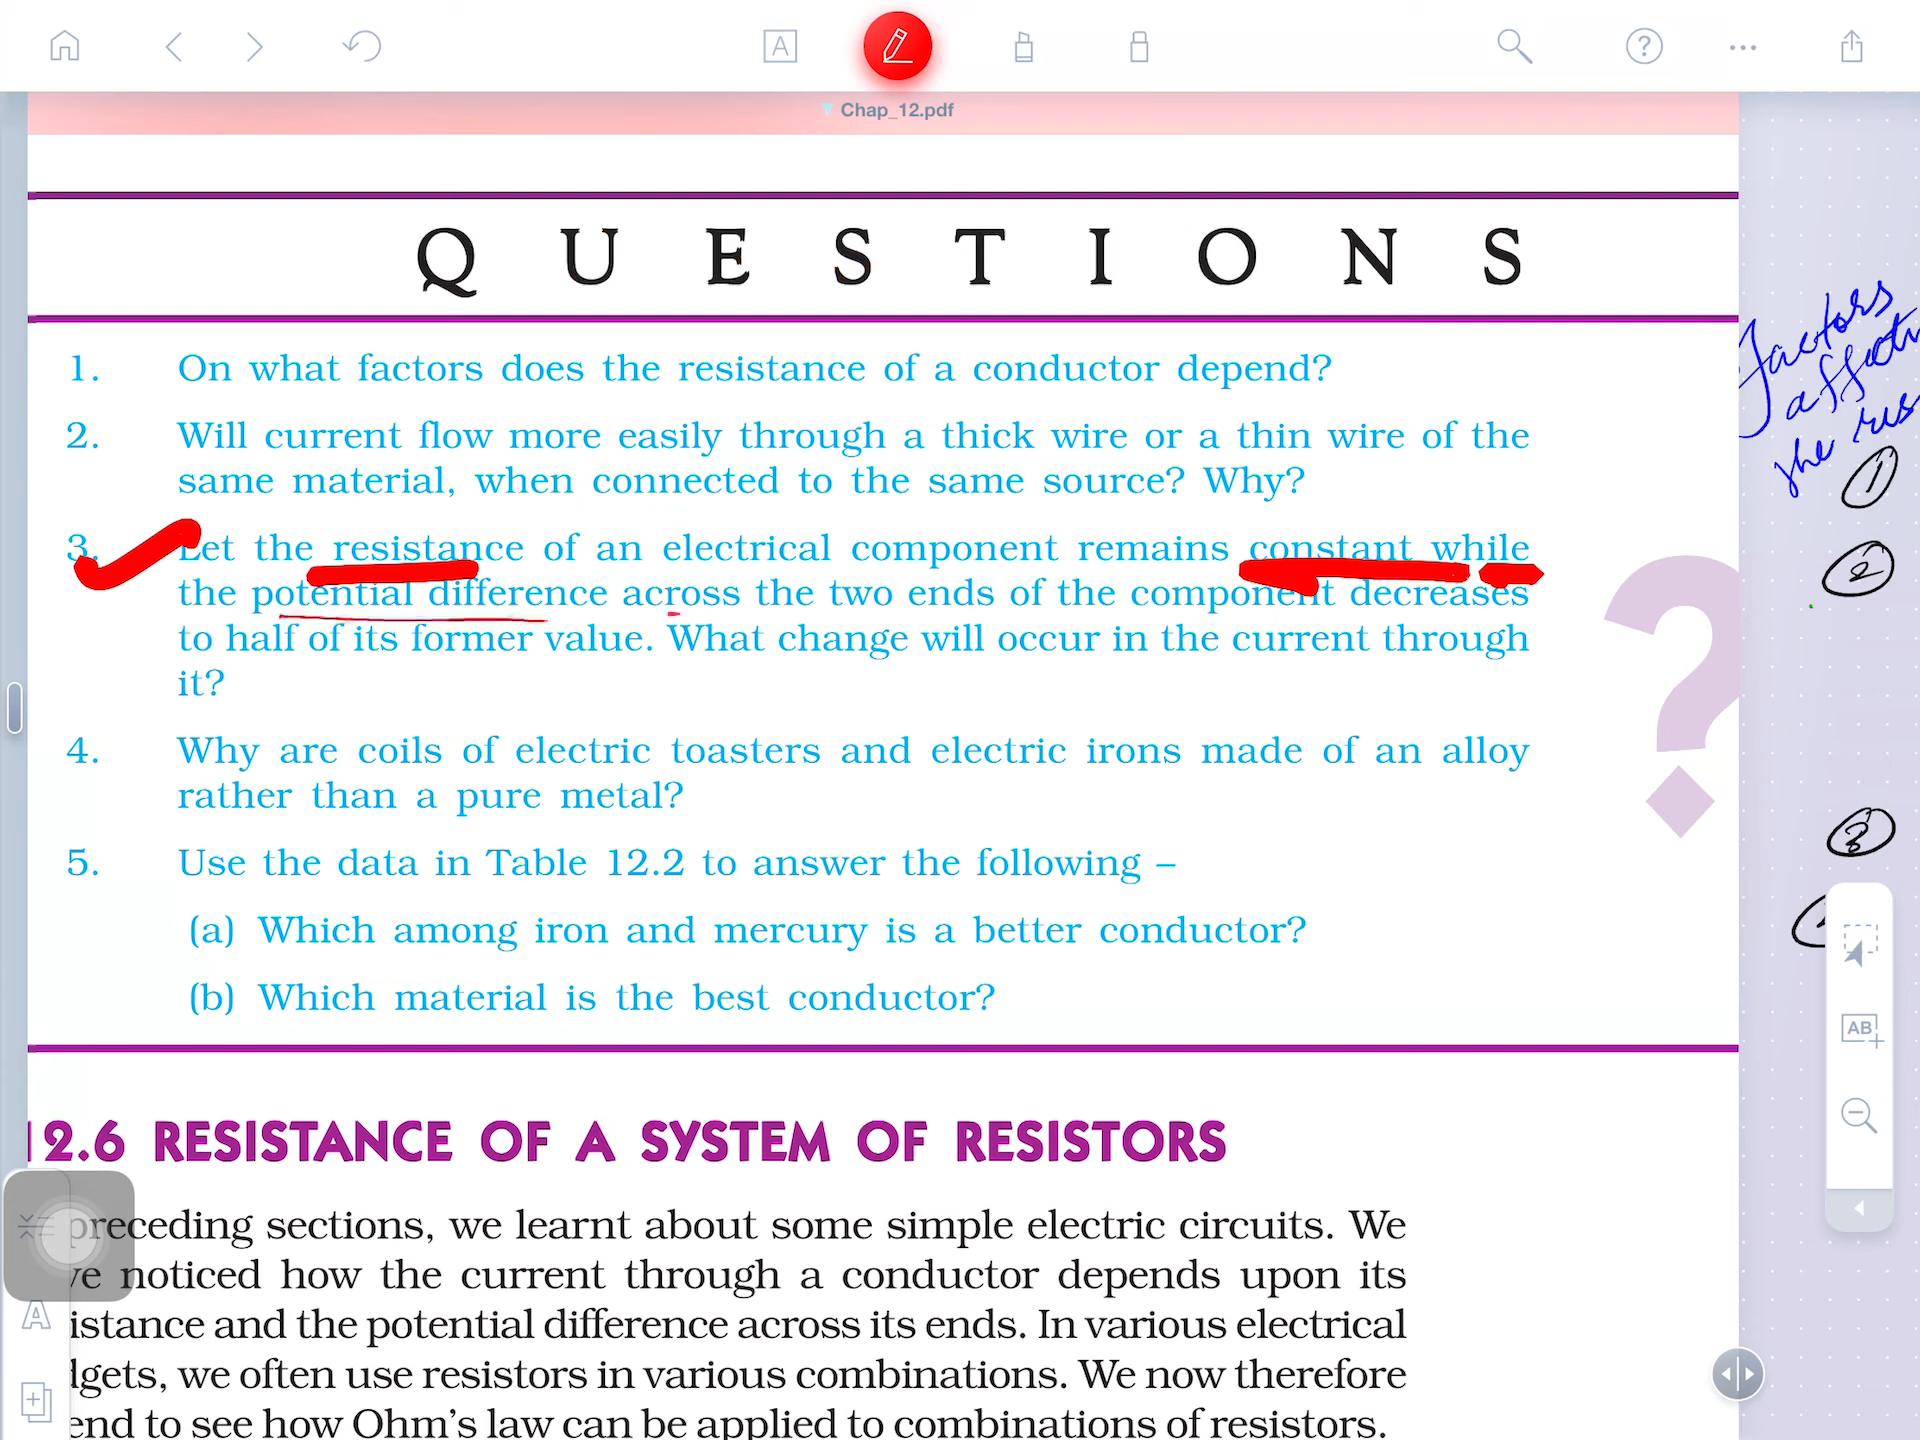 Chap_12.pdf
QUESTIONS
1. On what factors does the resistance of a conductor depend?
2. Will current flow more easily through a thick wire or a thin wire of the
same material, when connected to the same source? Why?
3. Let the resistance of an electrical component remains constant while
the potential difference across the two ends of the component decreases
to half of its former value. What change will occur in the current through
it?
4. Why are coils of electric toasters and electric irons made of an alloy
rather than a pure metal?
5. Use the data in Table 12.2 to answer the following –
(a) Which among iron and mercury is a better conductor?
(b) Which material is the best conductor?
Factors
the
1
2
3
12.6 RESISTANCE OF A SYSTEM OF RESISTORS
preceding sections, we learnt about some simple electric circuits. We
noticed how the current through a conductor depends upon its
istance and the potential difference across its ends. In various electrical
dgets, we often use resistors in various combinations. We now therefore
end to see how Ohm's law can be applied to combinations of resistors.